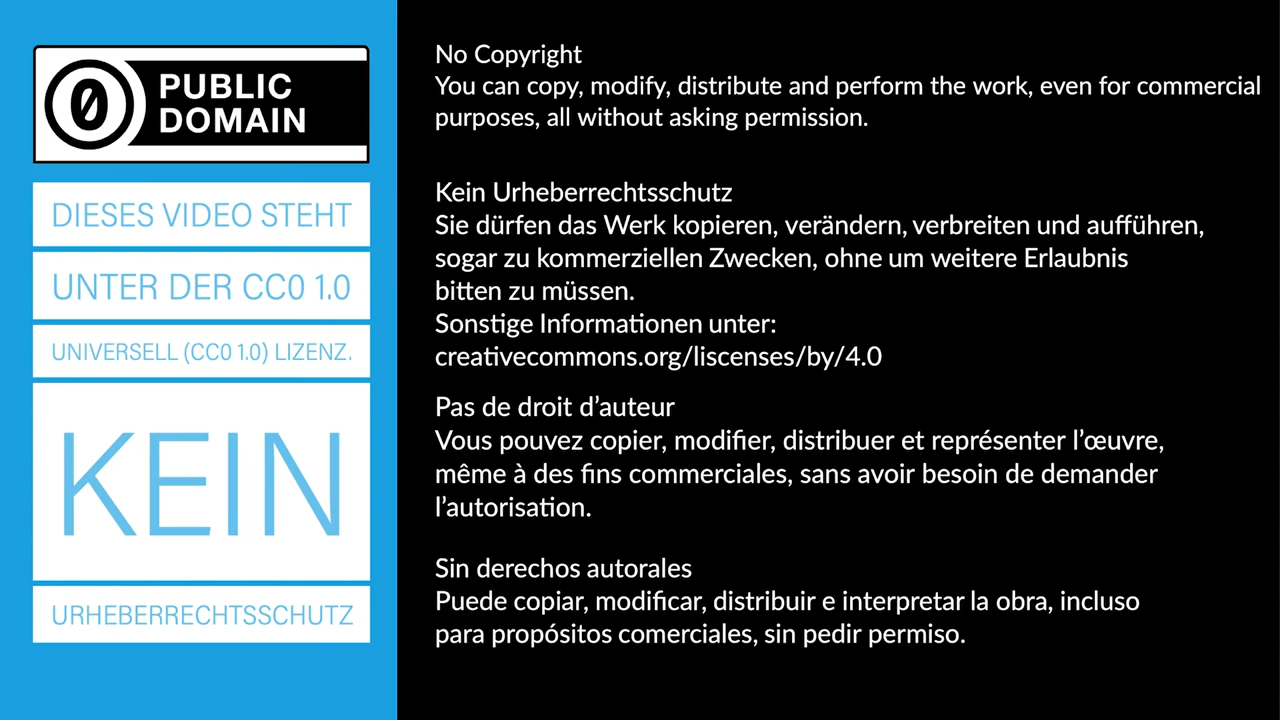 PUBLIC
DOMAIN
DIESES VIDEO STEHT
UNTER DER CC0 1.0
UNIVERSELL (CC0 1.0) LIZENZ.
KEIN
URHEBERRECHTSSCHUTZ
No Copyright
You can copy, modify, distribute and perform the work, even for commercial
purposes, all without asking permission.
Kein Urheberrechtsschutz
Sie dürfen das Werk kopieren, verändern, verbreiten und aufführen,
sogar zu kommerziellen Zwecken, ohne um weitere Erlaubnis
bitten zu müssen.
Sonstige Informationen unter:
creativecommons.org/liscenses/by/4.0
Pas de droit d’auteur
Vous pouvez copier, modifier, distribuer et représenter l’œuvre,
même à des fins commerciales, sans avoir besoin de demander
l’autorisation.
Sin derechos autorales
Puede copiar, modificar, distribuir e interpretar la obra, incluso
para propósitos comerciales, sin pedir permiso.